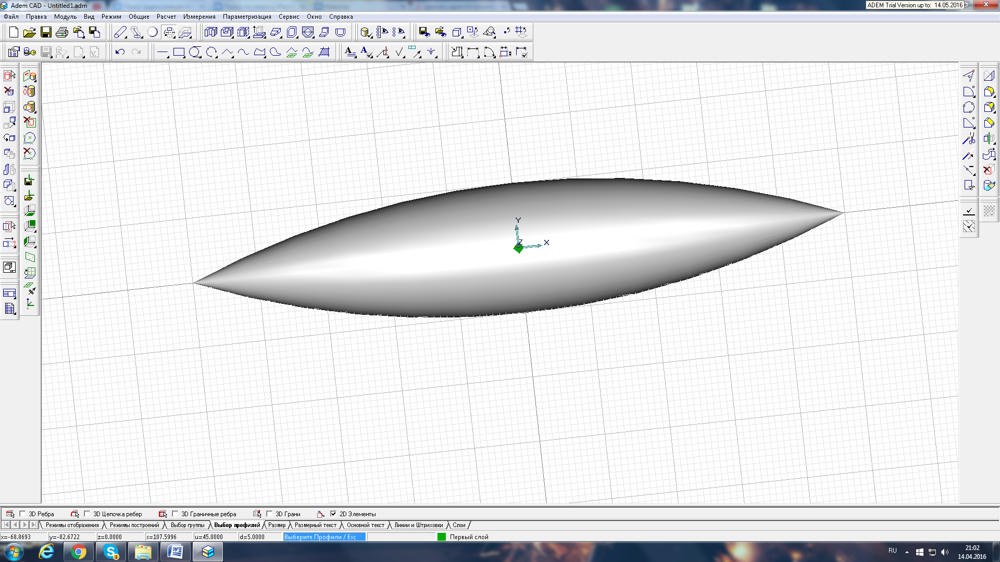 Adem CAD - Untitled1.adm
ADEM Trial Version up to: 14.05.2016
Файл Правка Модуль Вид Режим Общие Расчет Измерения Параметризация Сервис Окно Справка
Y
Z X
3D Ребра 3D Цепочка ребер 3D Граничные ребра 3D Грани 2D Элементы
Режимы отображения Режимы построений Выбор группы Выбор профилей Размер Размерный текст Основной текст Линии и Штриховки Слои
x=-68.8693 y=-82.6722 z=0.0000 s=107.5996 u=45.0000 d=5.0000 Выберите Профили / Esc Первый слой
RU 21:02
14.04.2016